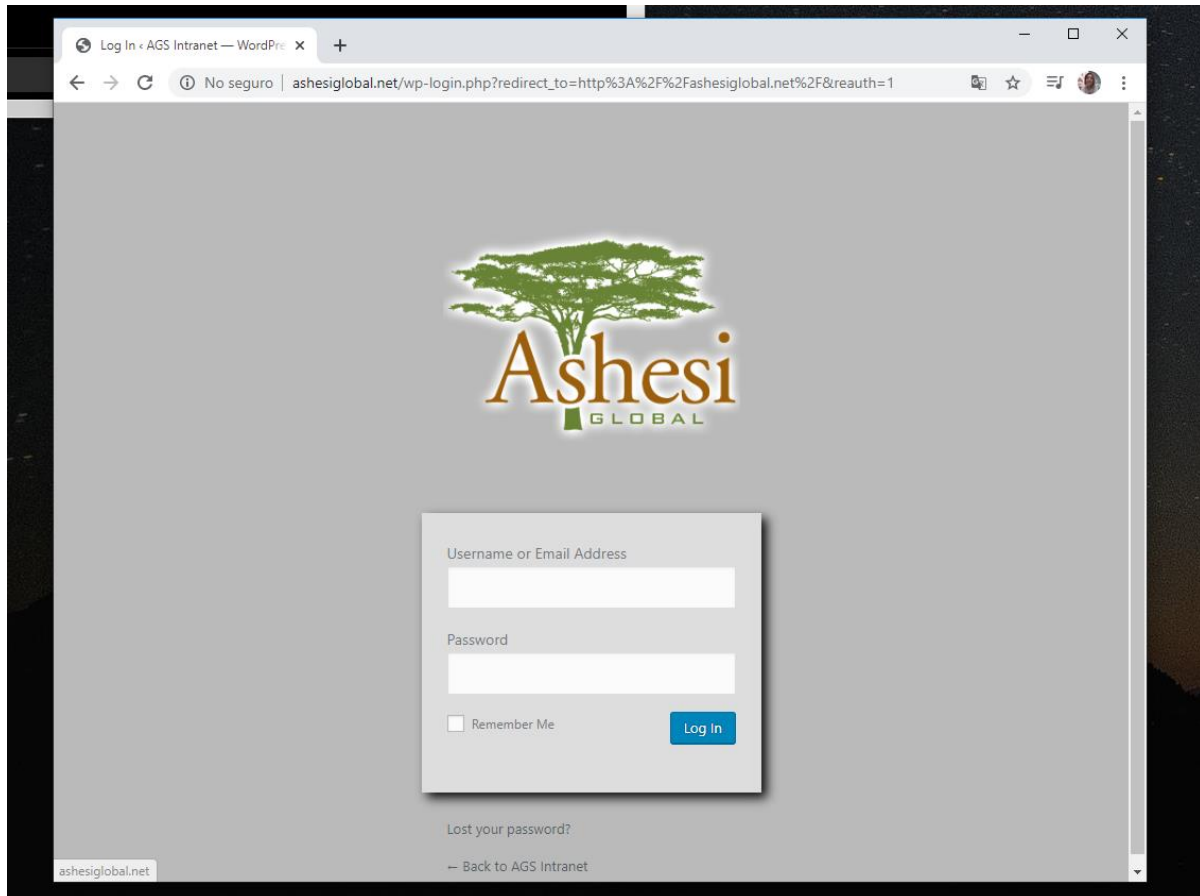 Log In ‹ AGS Intranet — WordPre
No seguro | ashesiglobal.net/wp-login.php?redirect_to=http%3A%2F%2Fashesiglobal.net%2F&reauth=1
Ashesi
GLOBAL
Username or Email Address
Password
Remember Me
Log In
Lost your password?
← Back to AGS Intranet
ashesiglobal.net